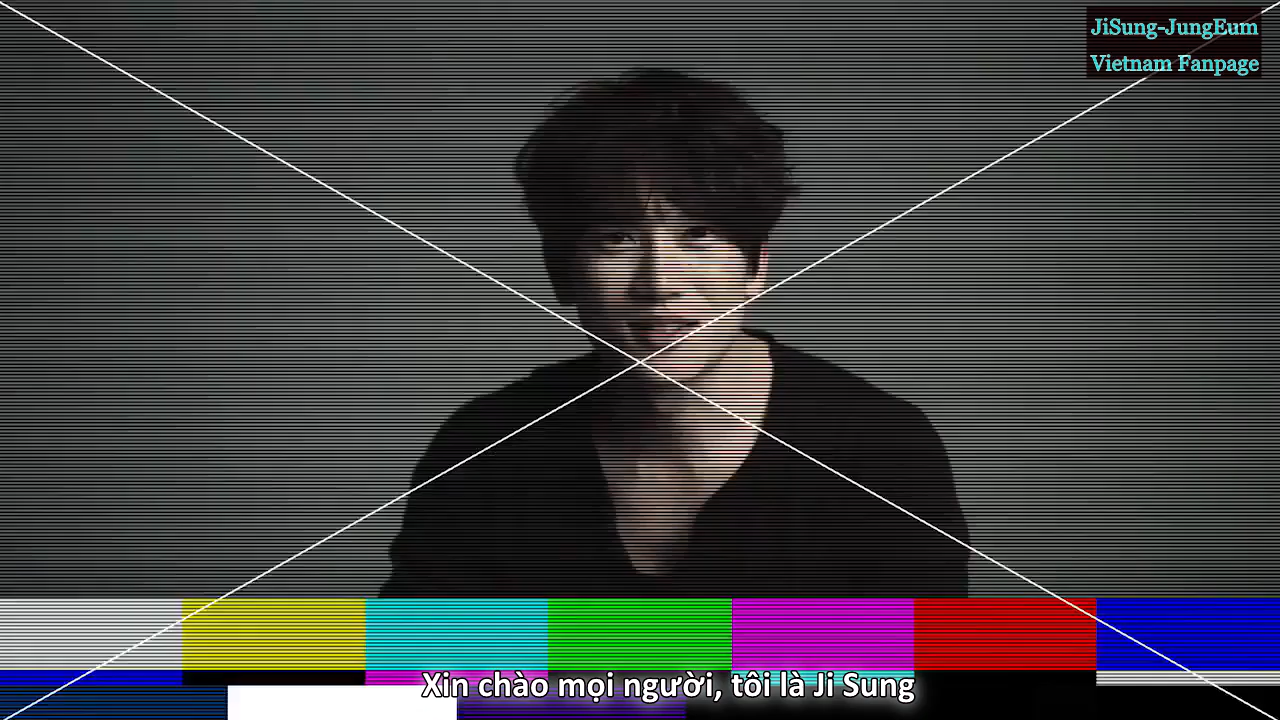 JiSung-JungEum
Vietnam Fanpage
Xin chào mọi người, tôi là Ji Sung